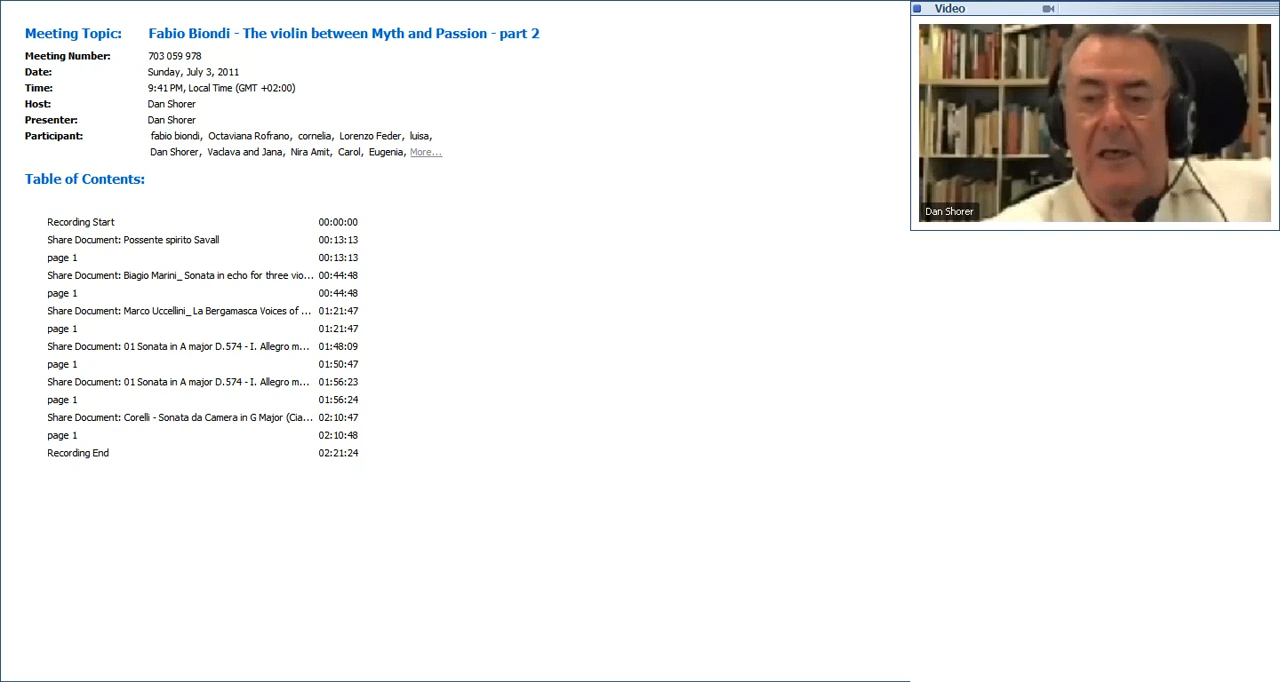 Meeting Topic: Fabio Biondi - The violin between Myth and Passion - part 2
Meeting Number: 703 059 978
Date: Sunday, July 3, 2011
Time: 9:41 PM, Local Time (GMT +02:00)
Host: Dan Shorer
Presenter: Dan Shorer
Participant: fabio biondi, Octaviana Rofrano, cornelia, Lorenzo Feder, luisa,
Dan Shorer, Vaclava and Jana, Nira Amit, Carol, Eugenia, More...
Table of Contents:
Recording Start 00:00:00
Share Document: Possente spirito Savall 00:13:13
page 1 00:13:13
Share Document: Biagio Marini_ Sonata in echo for three vio... 00:44:48
page 1 00:44:48
Share Document: Marco Uccellini_ La Bergamasca Voices of ... 01:21:47
page 1 01:21:47
Share Document: 01 Sonata in A major D.574 - I. Allegro m... 01:48:09
page 1 01:50:47
Share Document: 01 Sonata in A major D.574 - I. Allegro m... 01:56:23
page 1 01:56:24
Share Document: Corelli - Sonata da Camera in G Major (Cia... 02:10:47
page 1 02:10:48
Recording End 02:21:24
Video
Dan Shorer